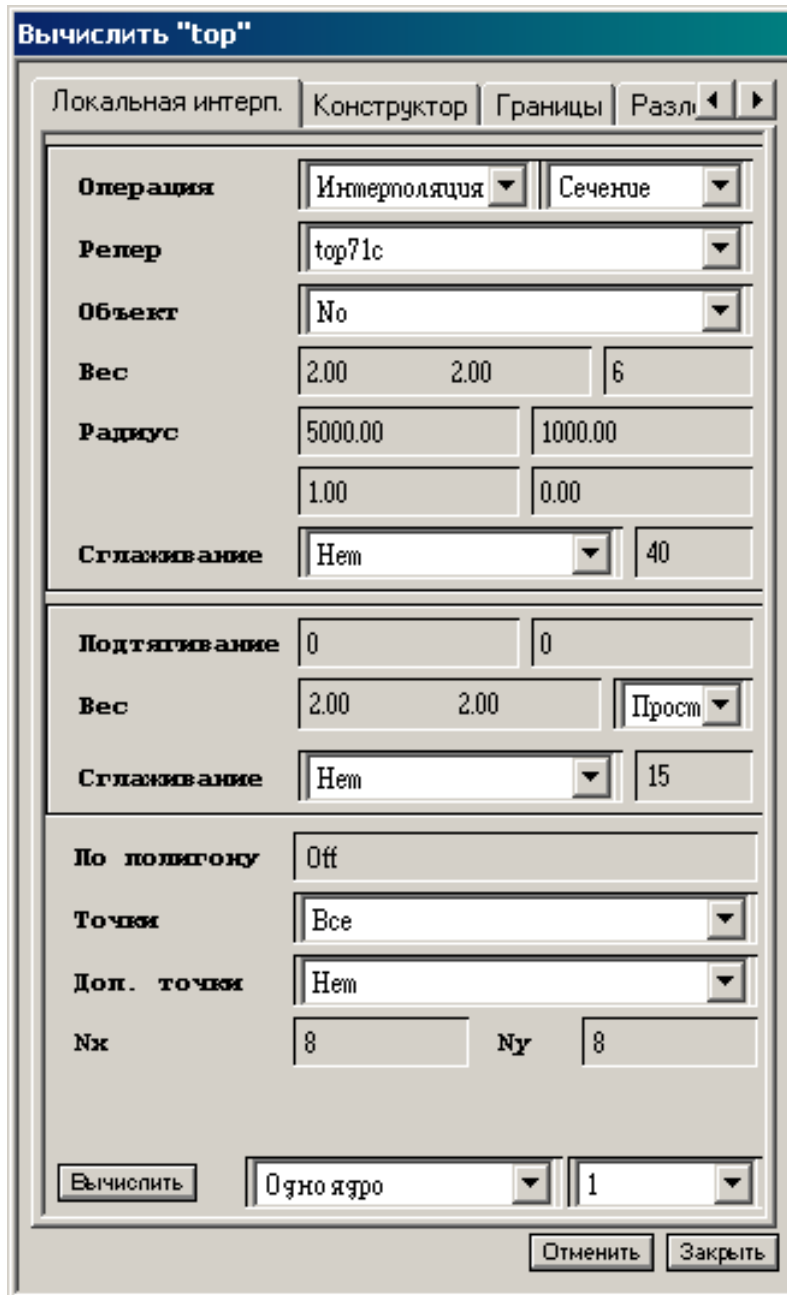 Вычислить "top"
Локальная интерп. Конструктор Границы
Операция Интерполяция Сечение
Репер top71c
Объект No
Вес 2.00 2.00 6
Радиус 5000.00 1000.00
1.00 0.00
Сглаживание Нет 40
Подтягивание 0 0
Вес 2.00 2.00 Прост
Сглаживание Нет 15
По полигону Off
Точки Все
Доп. точки Нет
Nx 8 Ny 8
Вычислить Одно ядро 1
Отменить Закрыть